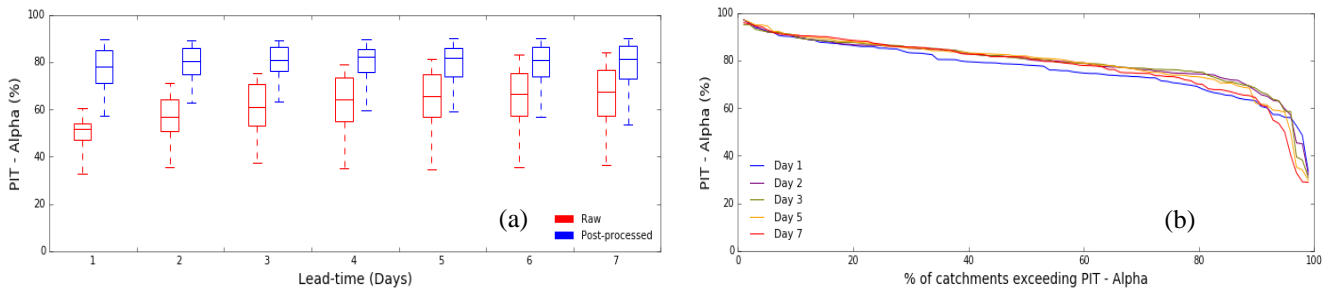 100
80
60
40
20
0
PIT - Alpha (%)
1 2 3 4 5 6 7
Lead-time (Days)
(a)
Raw
Post-processed
100
80
60
40
20
0
PIT - Alpha (%)
Day 1
Day 2
Day 3
Day 5
Day 7
(b)
0 20 40 60 80 100
% of catchments exceeding PIT - Alpha